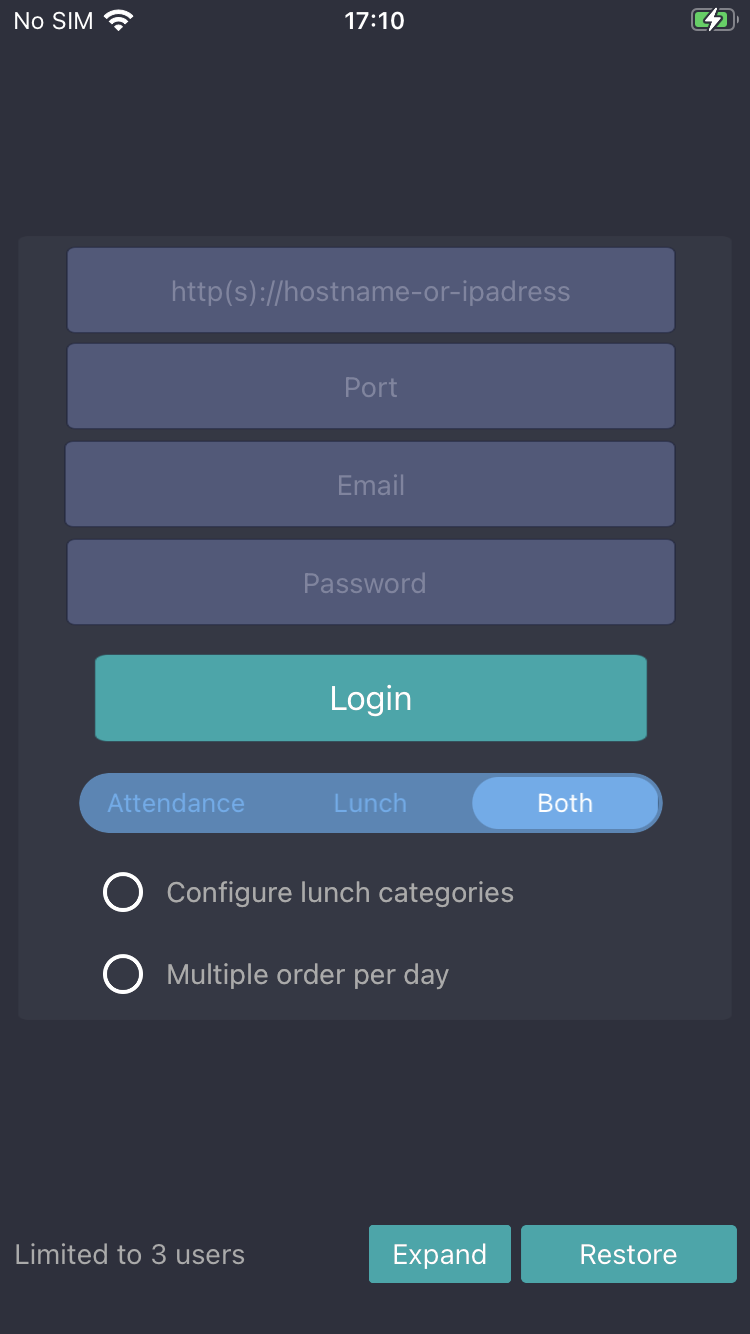 No SIM 17:10
http(s)://hostname-or-ipadress
Port
Email
Password
Login
Attendance Lunch Both
Configure lunch categories
Multiple order per day
Limited to 3 users Expand Restore